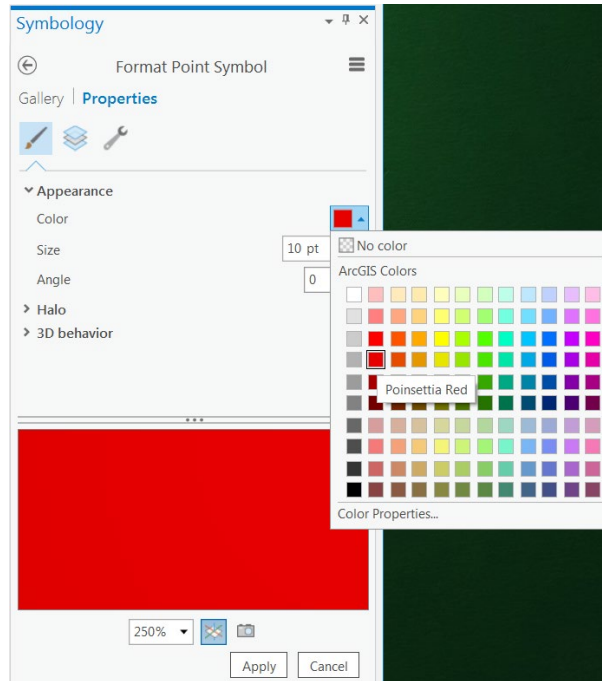 Symbology
Format Point Symbol
Gallery | Properties
Appearance
Color
Size 10 pt
Angle 0
Halo
3D behavior
No color
ArcGIS Colors
Poinsettia Red
Color Properties...
250%
Apply Cancel